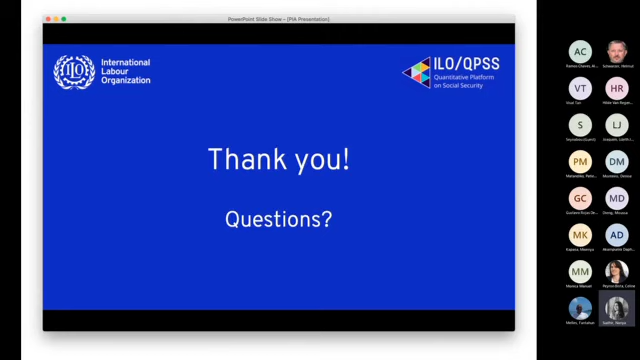 PowerPoint Slide Show - [PIA Presentation]
International
Labour
Organization
ILO/QPSS
Quantitative Platform
on Social Security
Thank you!
Questions?
AC
VT
HR
S
LJ
PM
DM
GC
MD
MK
AD
MM